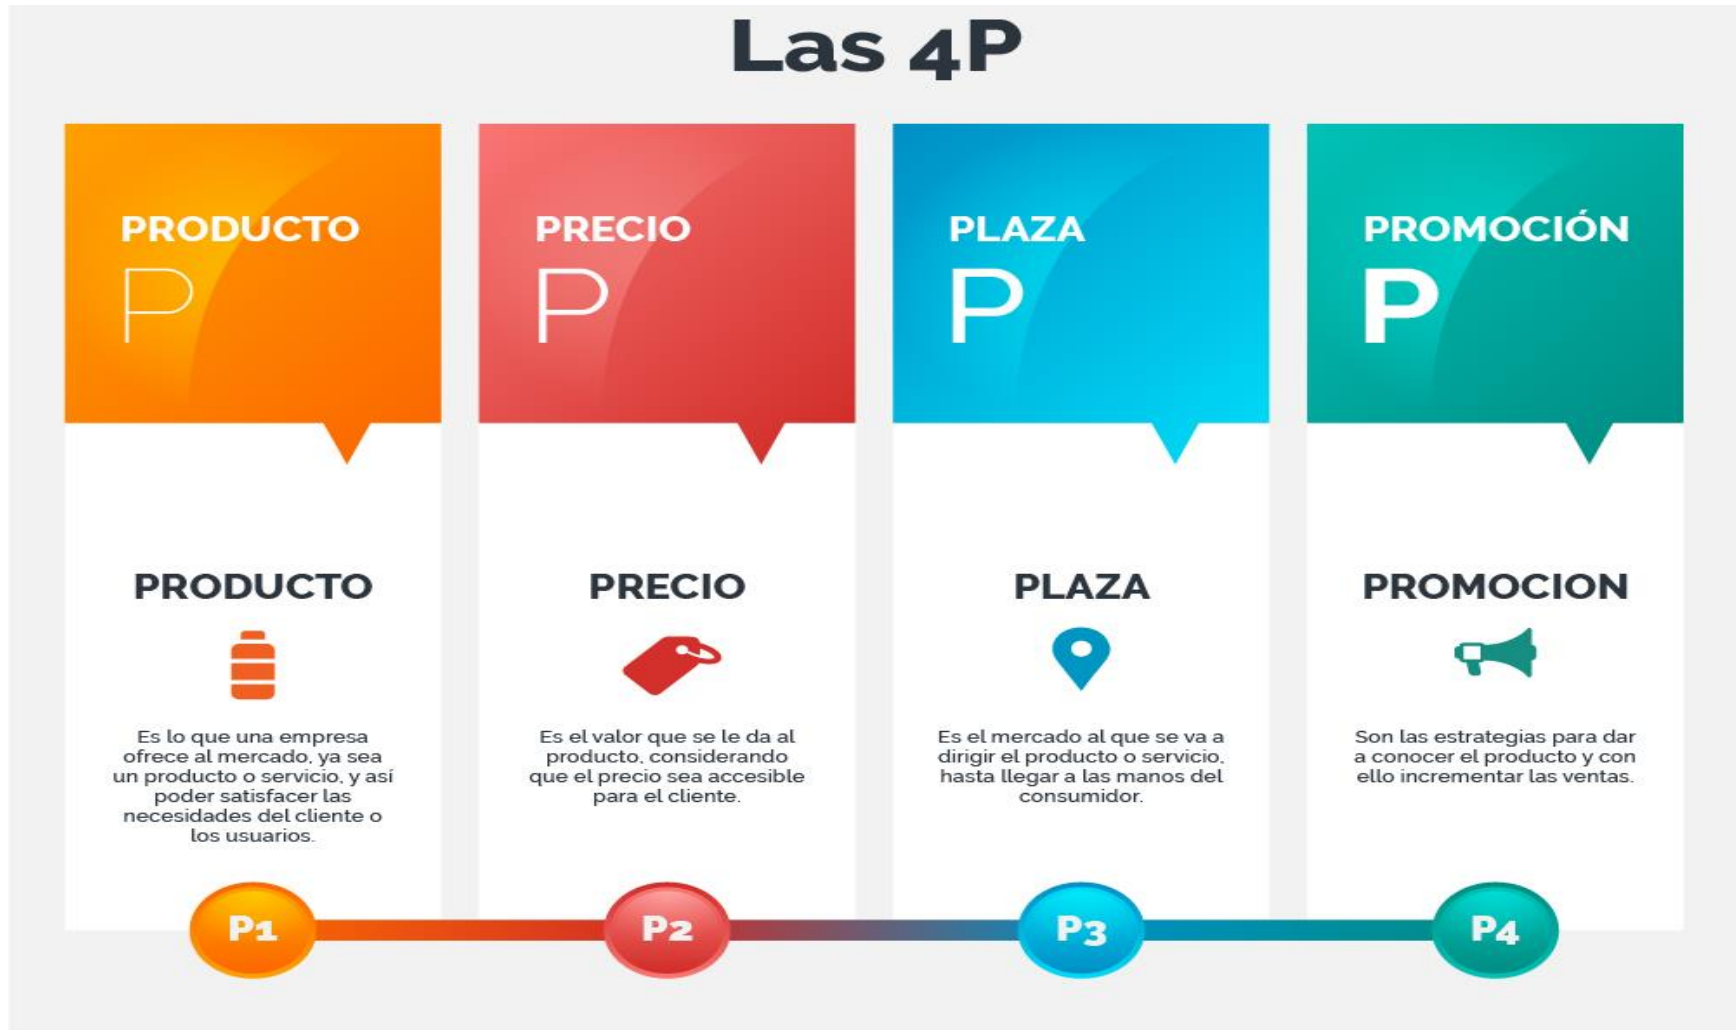 Las 4P
PRODUCTO
P
PRECIO
P
PLAZA
P
PROMOCIÓN
P
PRODUCTO
Es lo que una empresa
ofrece al mercado, ya sea
un producto o servicio, y así
poder satisfacer las
necesidades del cliente o
los usuarios.
PRECIO
Es el valor que se le da al
producto, considerando
que el precio sea accesible
para el cliente.
PLAZA
Es el mercado al que se va a
dirigir el producto o servicio,
hasta llegar a las manos del
consumidor.
PROMOCION
Son las estrategias para dar
a conocer el producto y con
ello incrementar las ventas.
P1
P2
P3
P4